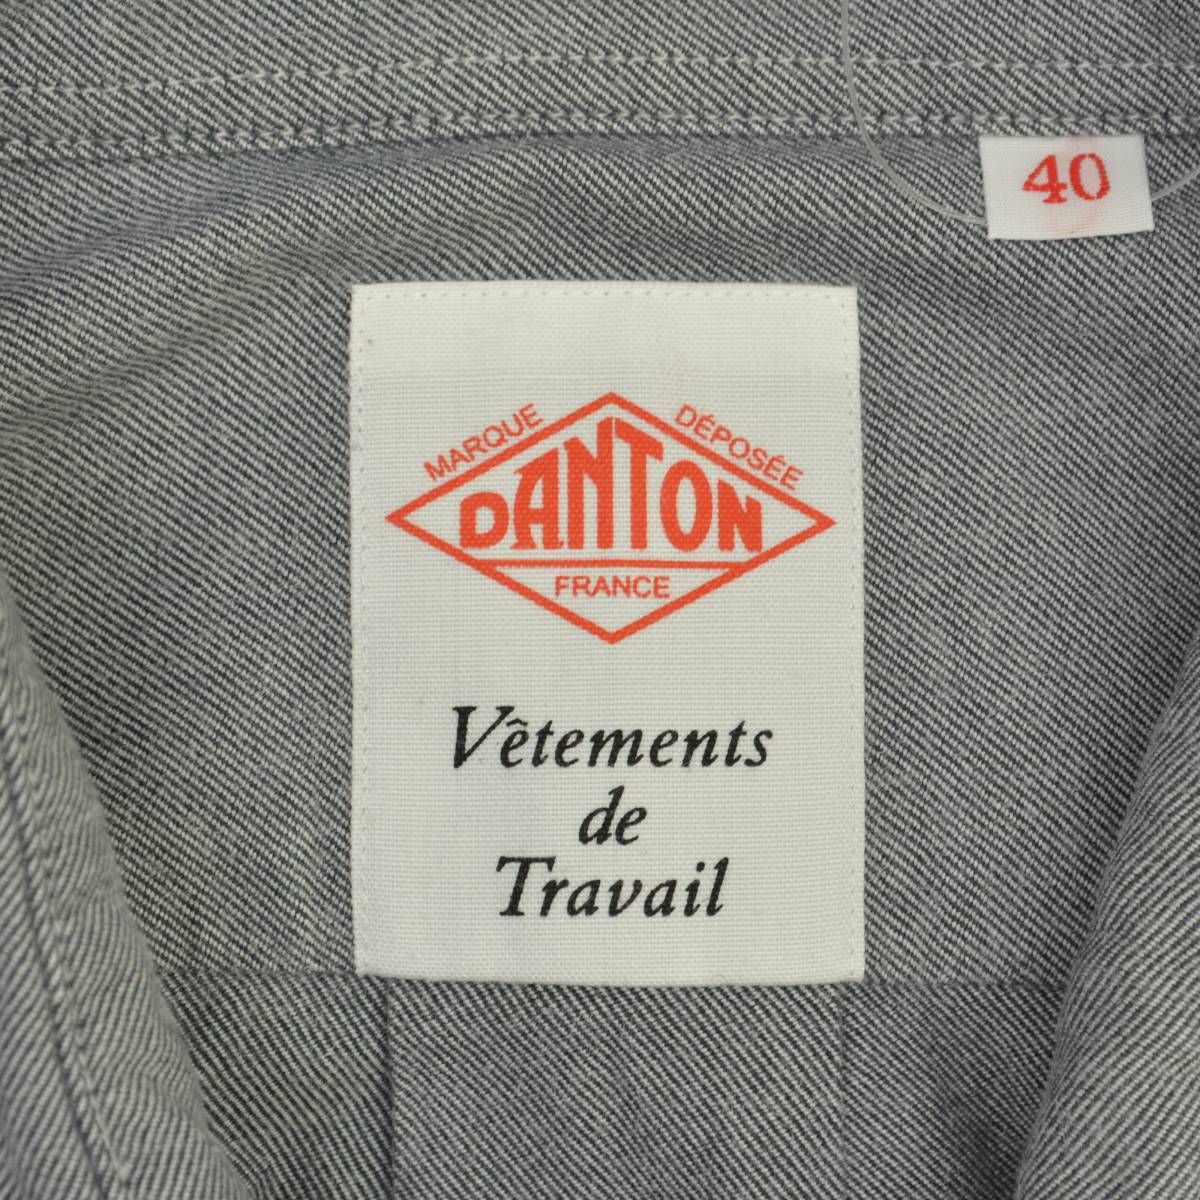 40
MARQUE DÉPOSÉE
DANTON
FRANCE
Vêtements
de
Travail